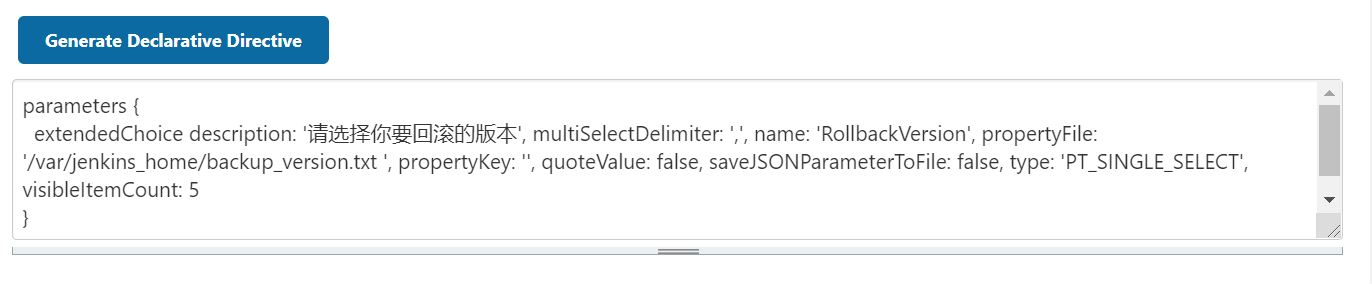 Generate Declarative Directive
parameters {
  extendedChoice description: '请选择你要回滚的版本', multiSelectDelimiter: ',', name: 'RollbackVersion', propertyFile:
'/var/jenkins_home/backup_version.txt ', propertyKey: '', quoteValue: false, saveJSONParameterToFile: false, type: 'PT_SINGLE_SELECT',
visibleItemCount: 5
}